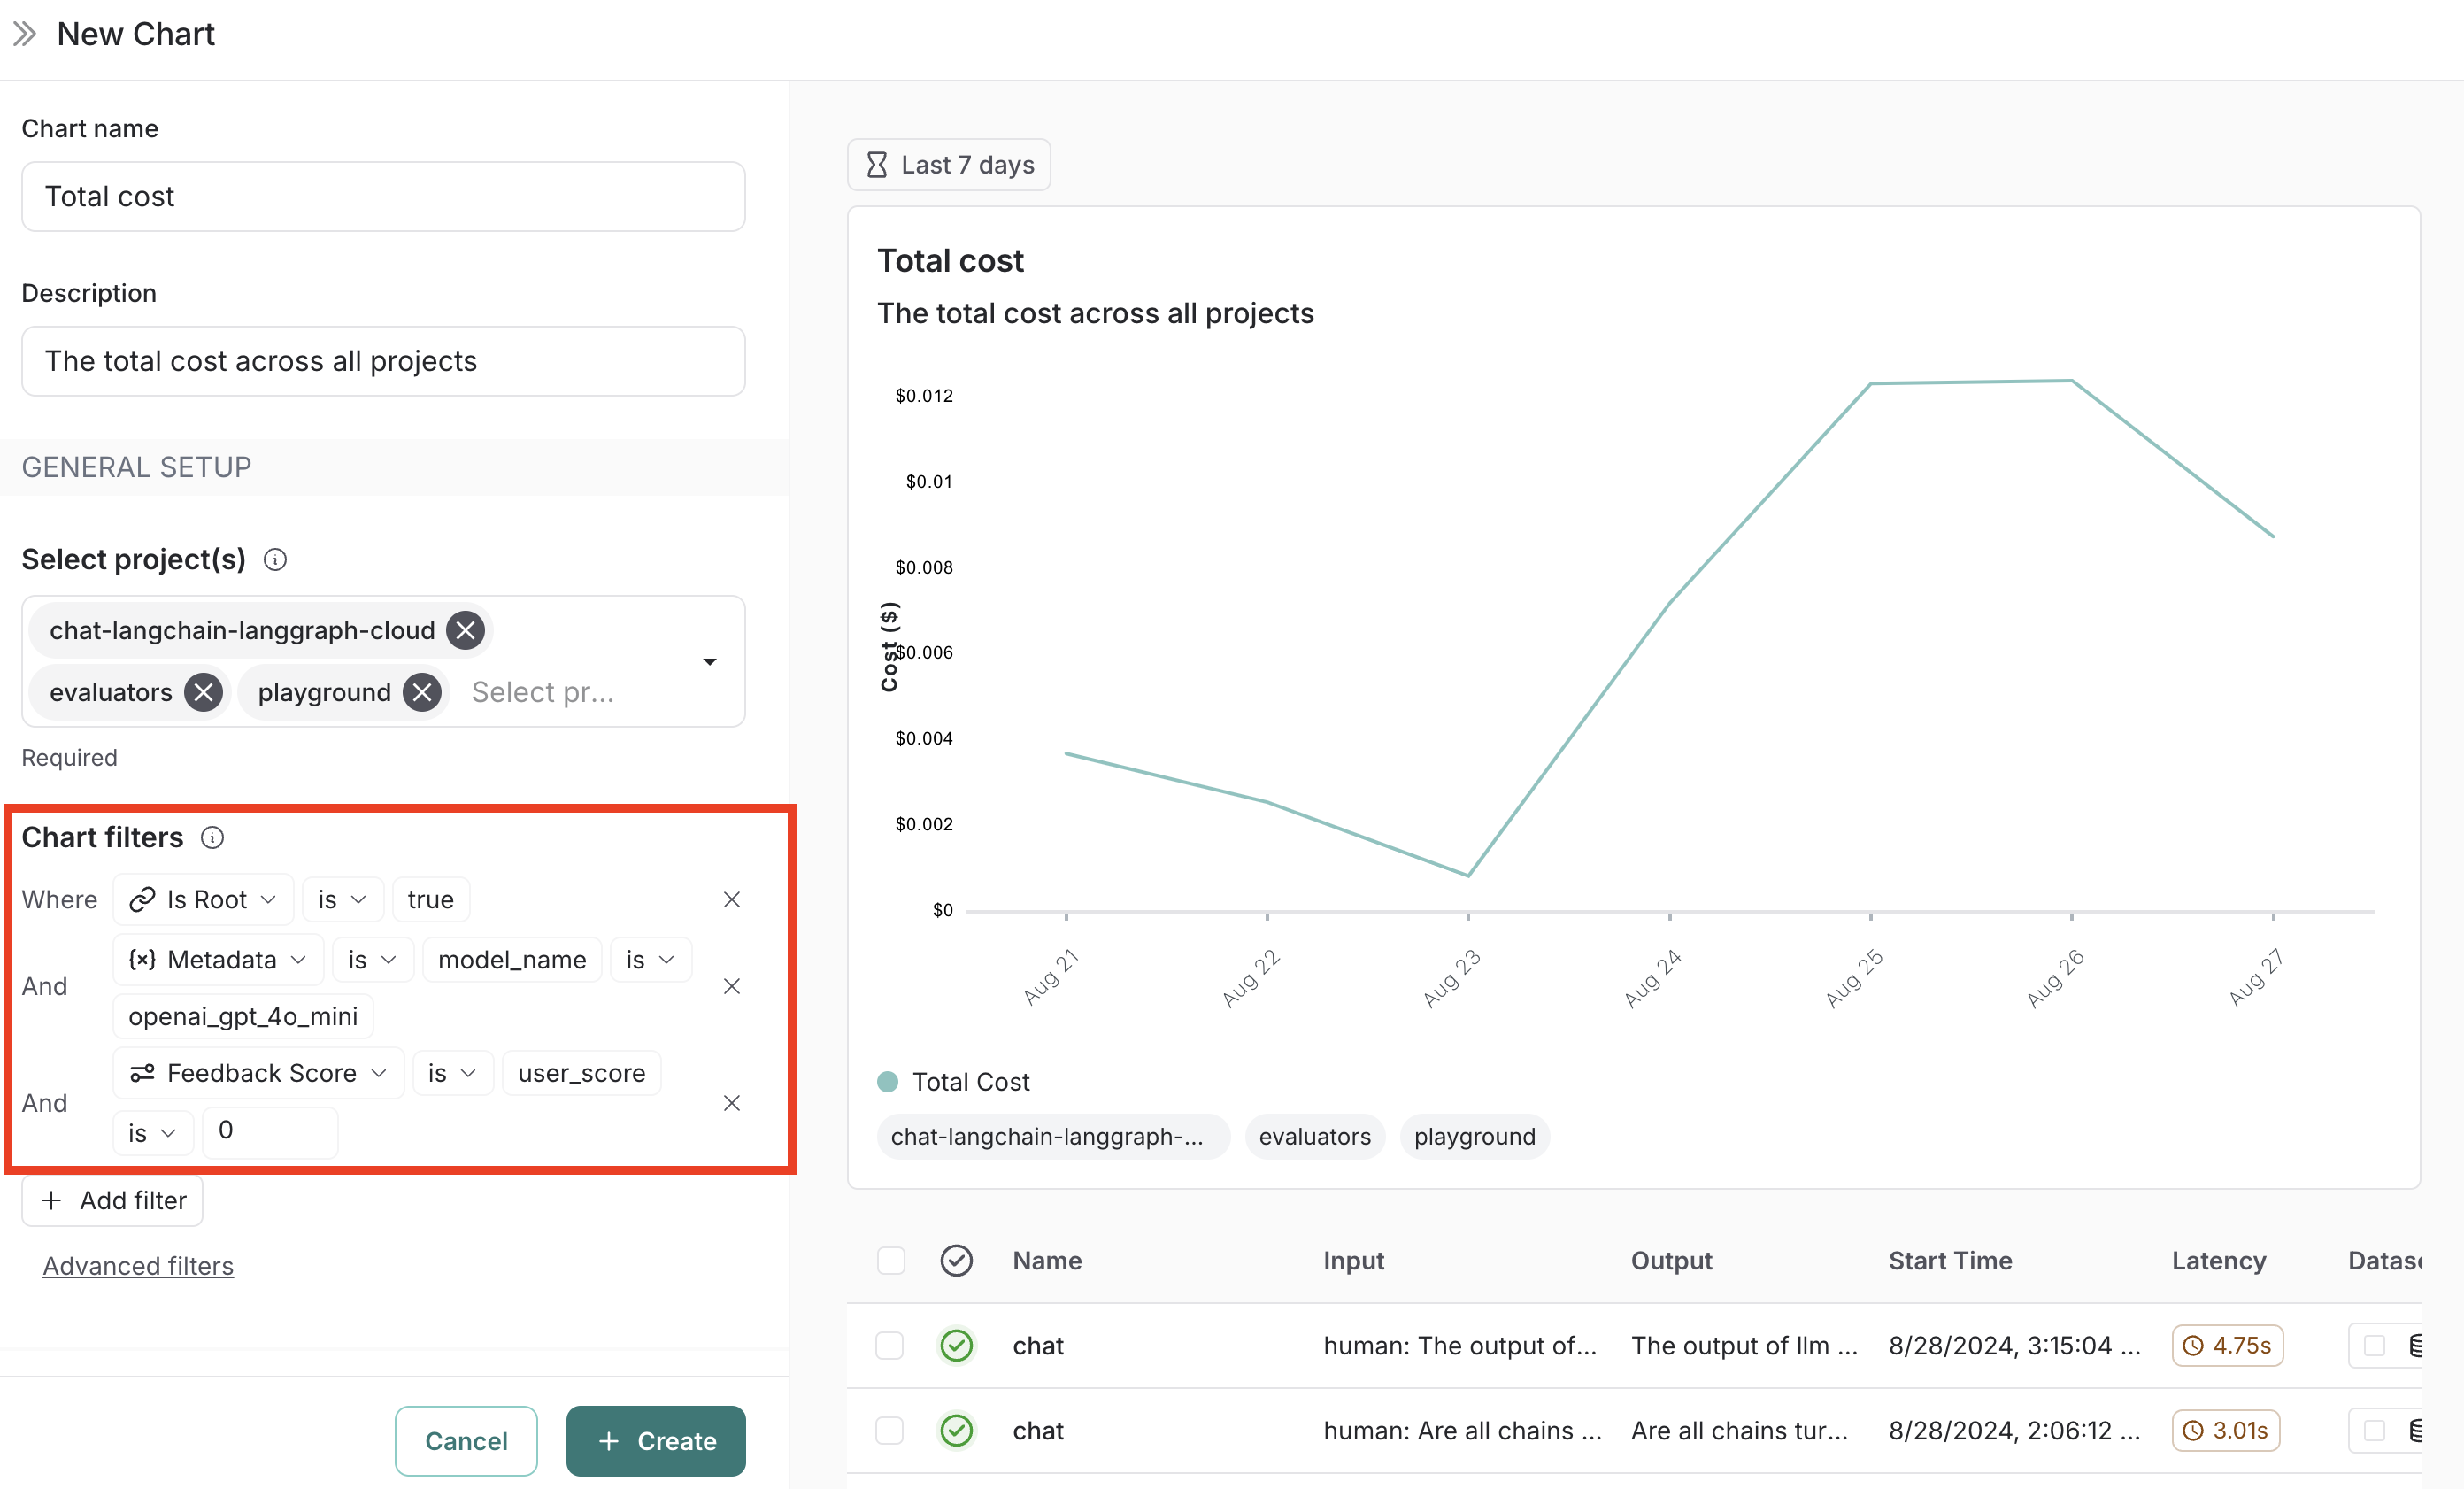 New Chart
Chart name
Total cost
Description
The total cost across all projects
GENERAL SETUP
Select project(s)
chat-langchain-langgraph-cloud
evaluators playground Select pr...
Required
Chart filters
Where Is Root is true
And Metadata is model_name is
openai_gpt_4o_mini
And Feedback Score is user_score
is 0
+ Add filter
Advanced filters
Cancel + Create
Last 7 days
Total cost
The total cost across all projects
Cost ($)
$0.012
$0.01
$0.008
$0.006
$0.004
$0.002
$0
Aug 21 Aug 22 Aug 23 Aug 24 Aug 25 Aug 26 Aug 27
Total Cost
chat-langchain-langgraph-... evaluators playground
Name Input Output Start Time Latency Datase
chat human: The output of... The output of llm ... 8/28/2024, 3:15:04 ... 4.75s
chat human: Are all chains ... Are all chains tur... 8/28/2024, 2:06:12 ... 3.01s